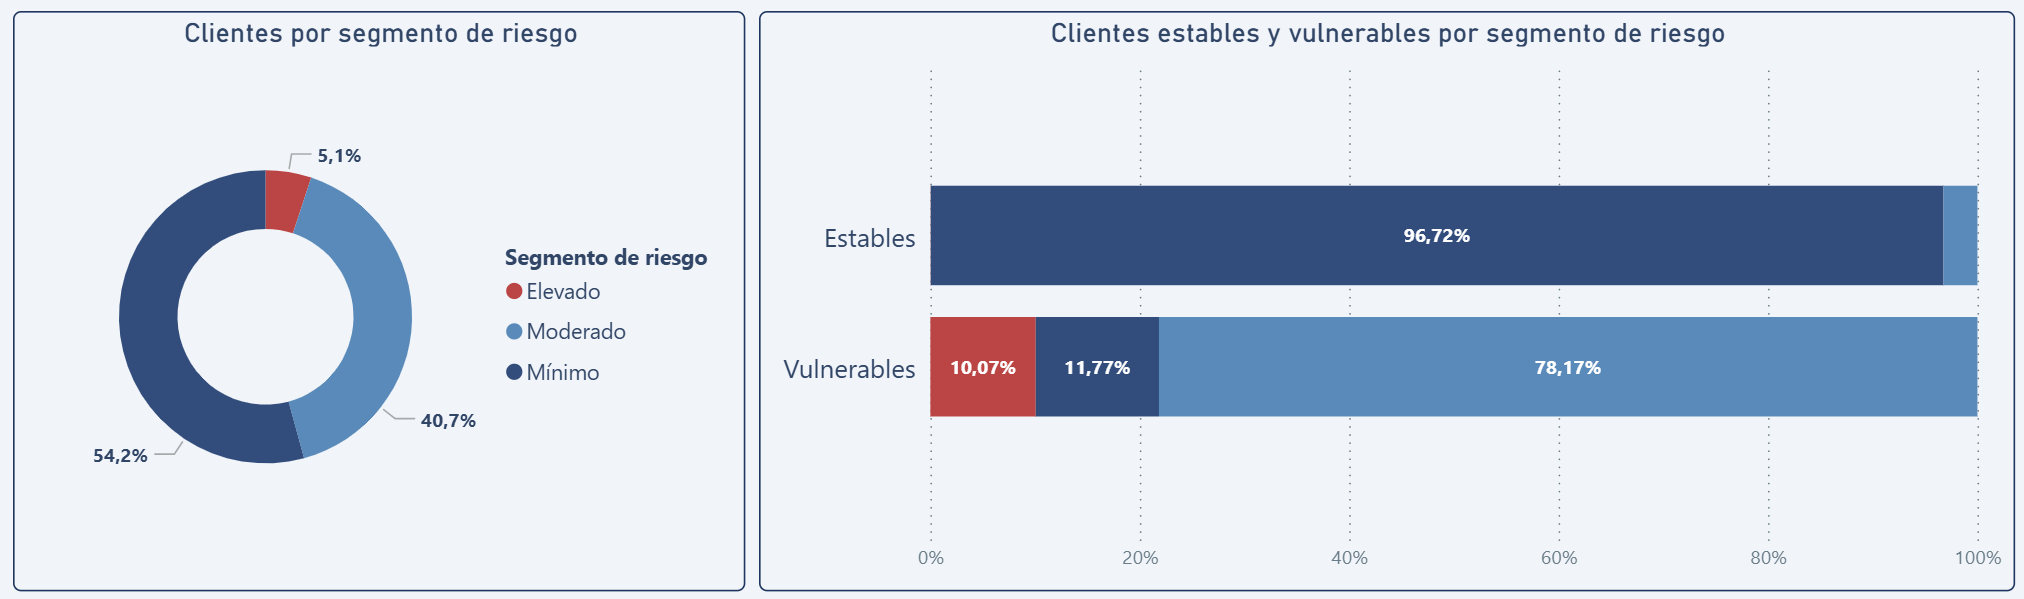 Clientes por segmento de riesgo
5,1%
40,7%
54,2%
Segmento de riesgo
Elevado
Moderado
Mínimo
Clientes estables y vulnerables por segmento de riesgo
Estables
96,72%
Vulnerables
10,07%
11,77%
78,17%
0%
20%
40%
60%
80%
100%